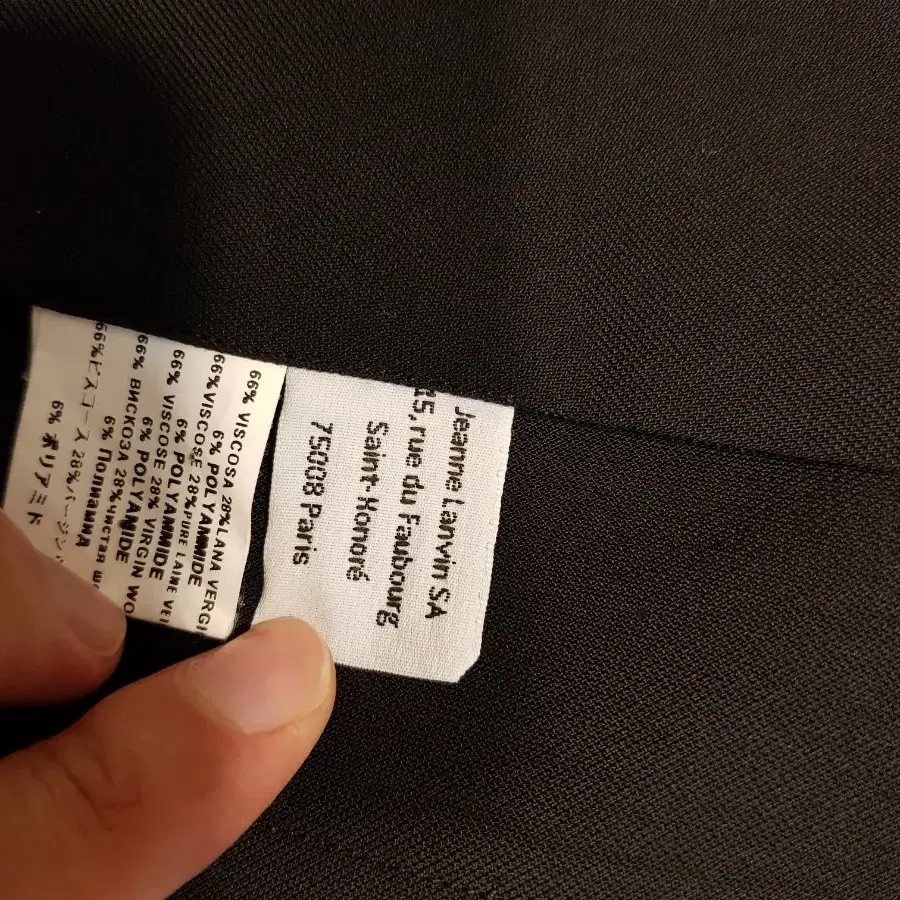 Jeanne Lanvin SA
15, rue du Faubourg
Saint-Honoré
75008 Paris
66% VISCOSA 28%LANA VERGI
6% POLYAMMIDE
66%VISCOSE 28%PURE LAINE VEI
6% POLYAMMIDE
66% VISCOSE 28% VIRGIN WO
6% POLYAMIDE
66% ВИСКОЗА 28%чистая ш
6% Полиамид
66%ビスコース 28%バージン
6% ポリアミド